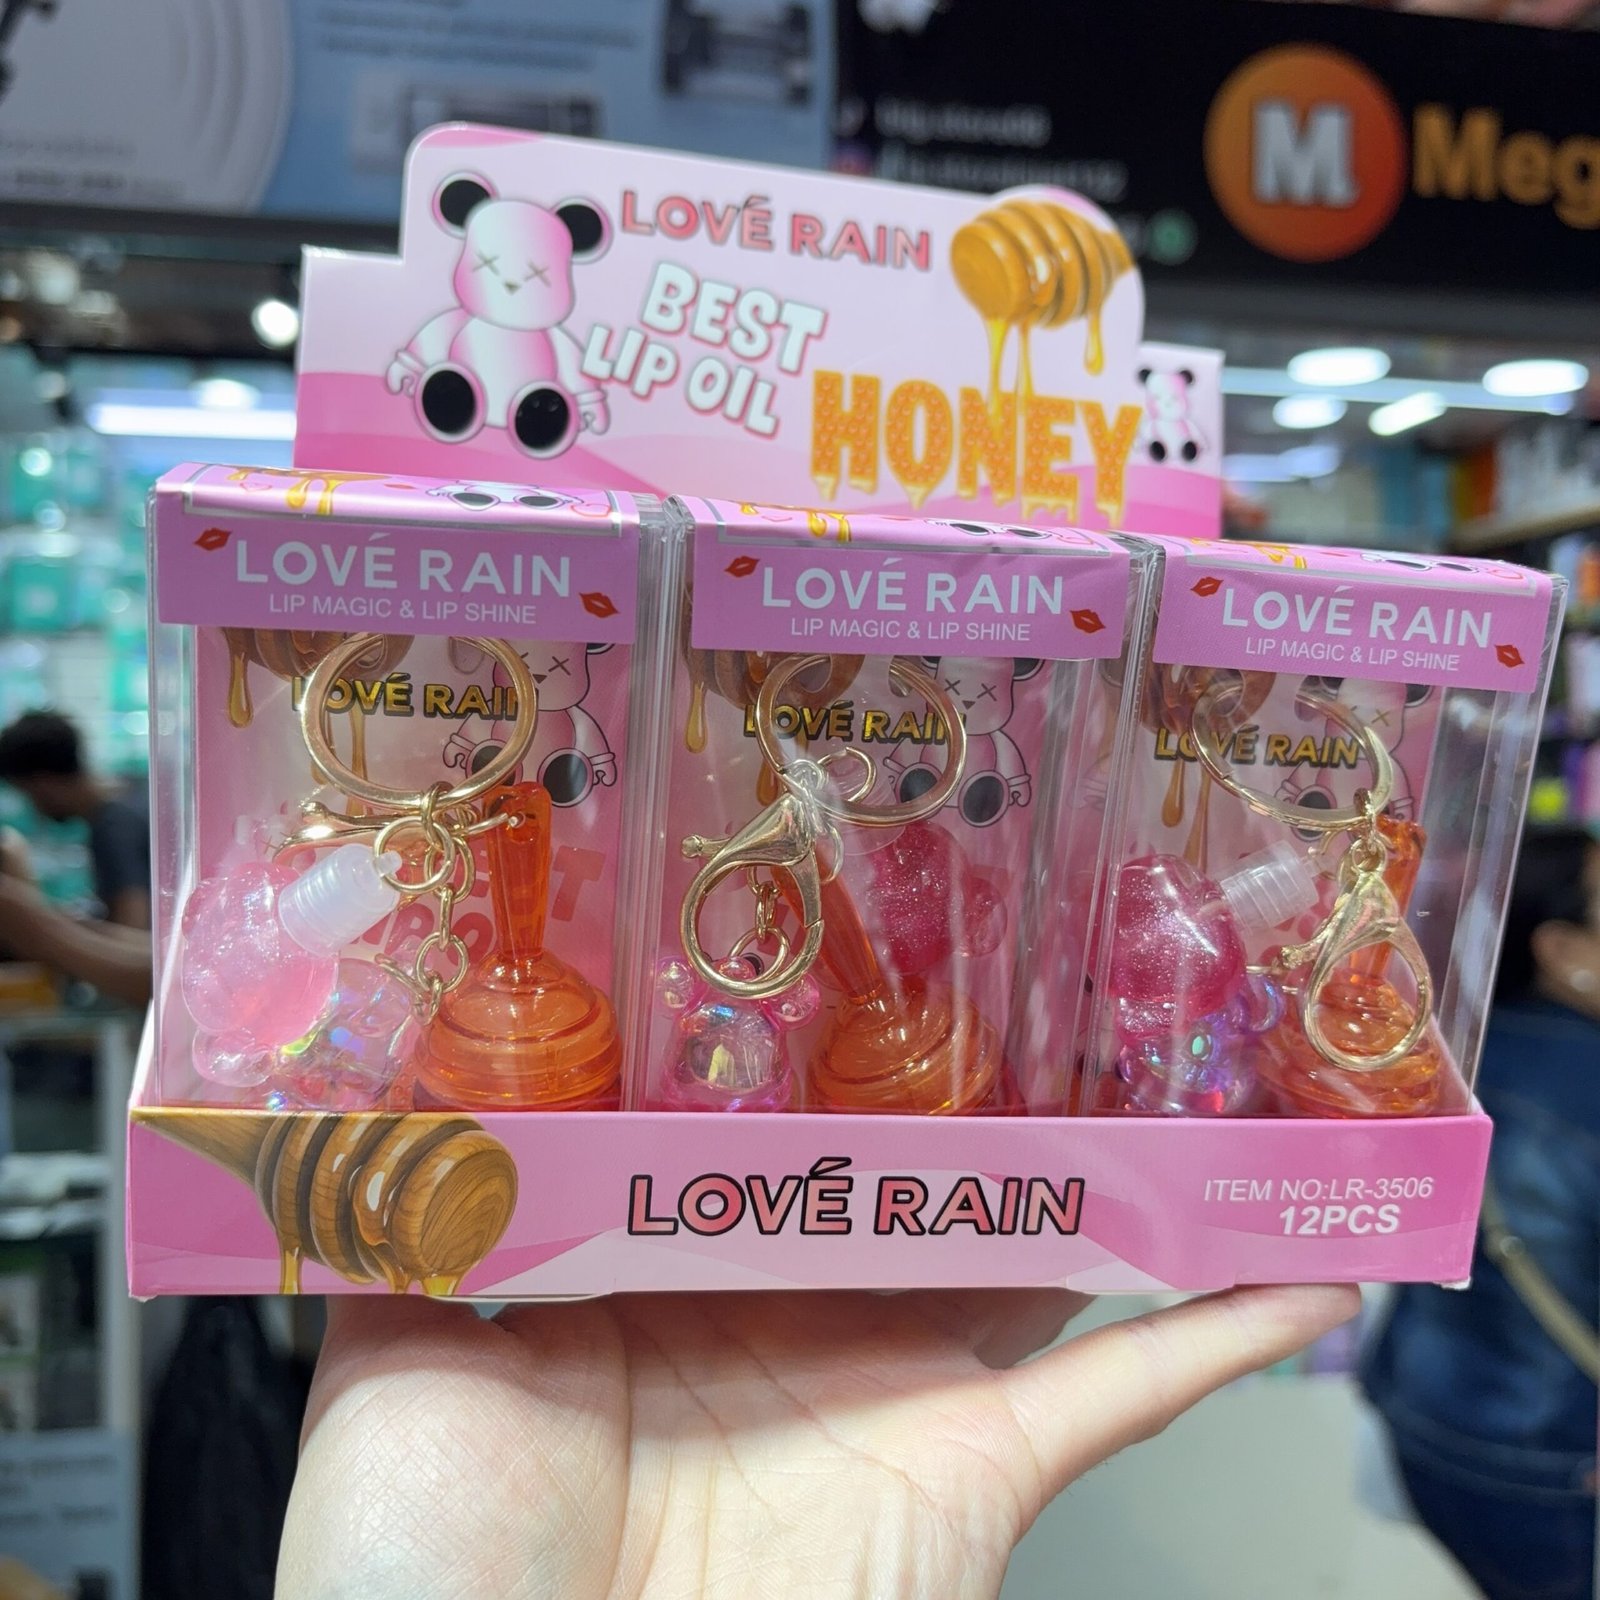 M Meg
LOVÉ RAIN
BEST
LIP OIL
HONEY
LOVÉ RAIN
LIP MAGIC & LIP SHINE
LOVÉ RAIN
LOVÉ RAIN
LIP MAGIC & LIP SHINE
LOVÉ RAIN
LOVÉ RAIN
LIP MAGIC & LIP SHINE
LOVÉ RAIN
LOVÉ RAIN
ITEM NO:LR-3506
12PCS